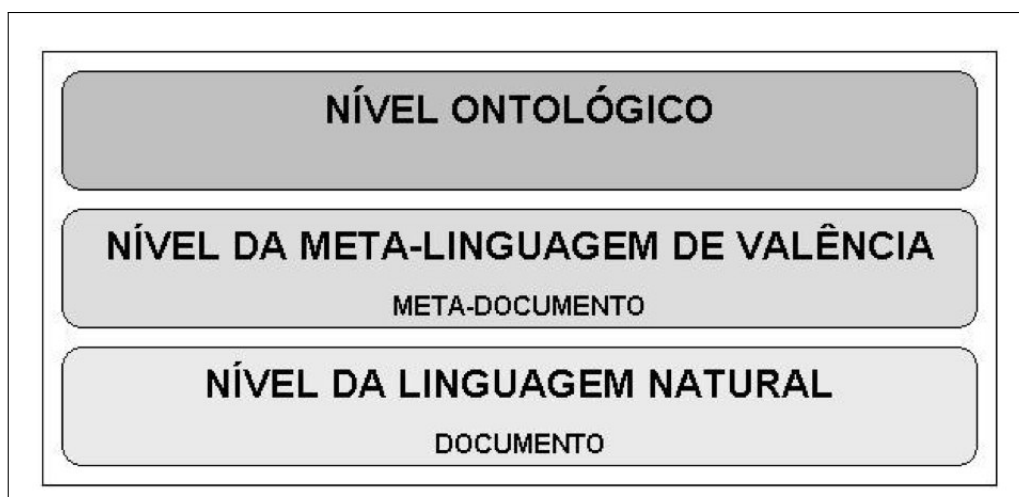 NÍVEL ONTOLÓGICO
NÍVEL DA META-LINGUAGEM DE VALÊNCIA
META-DOCUMENTO
NÍVEL DA LINGUAGEM NATURAL
DOCUMENTO